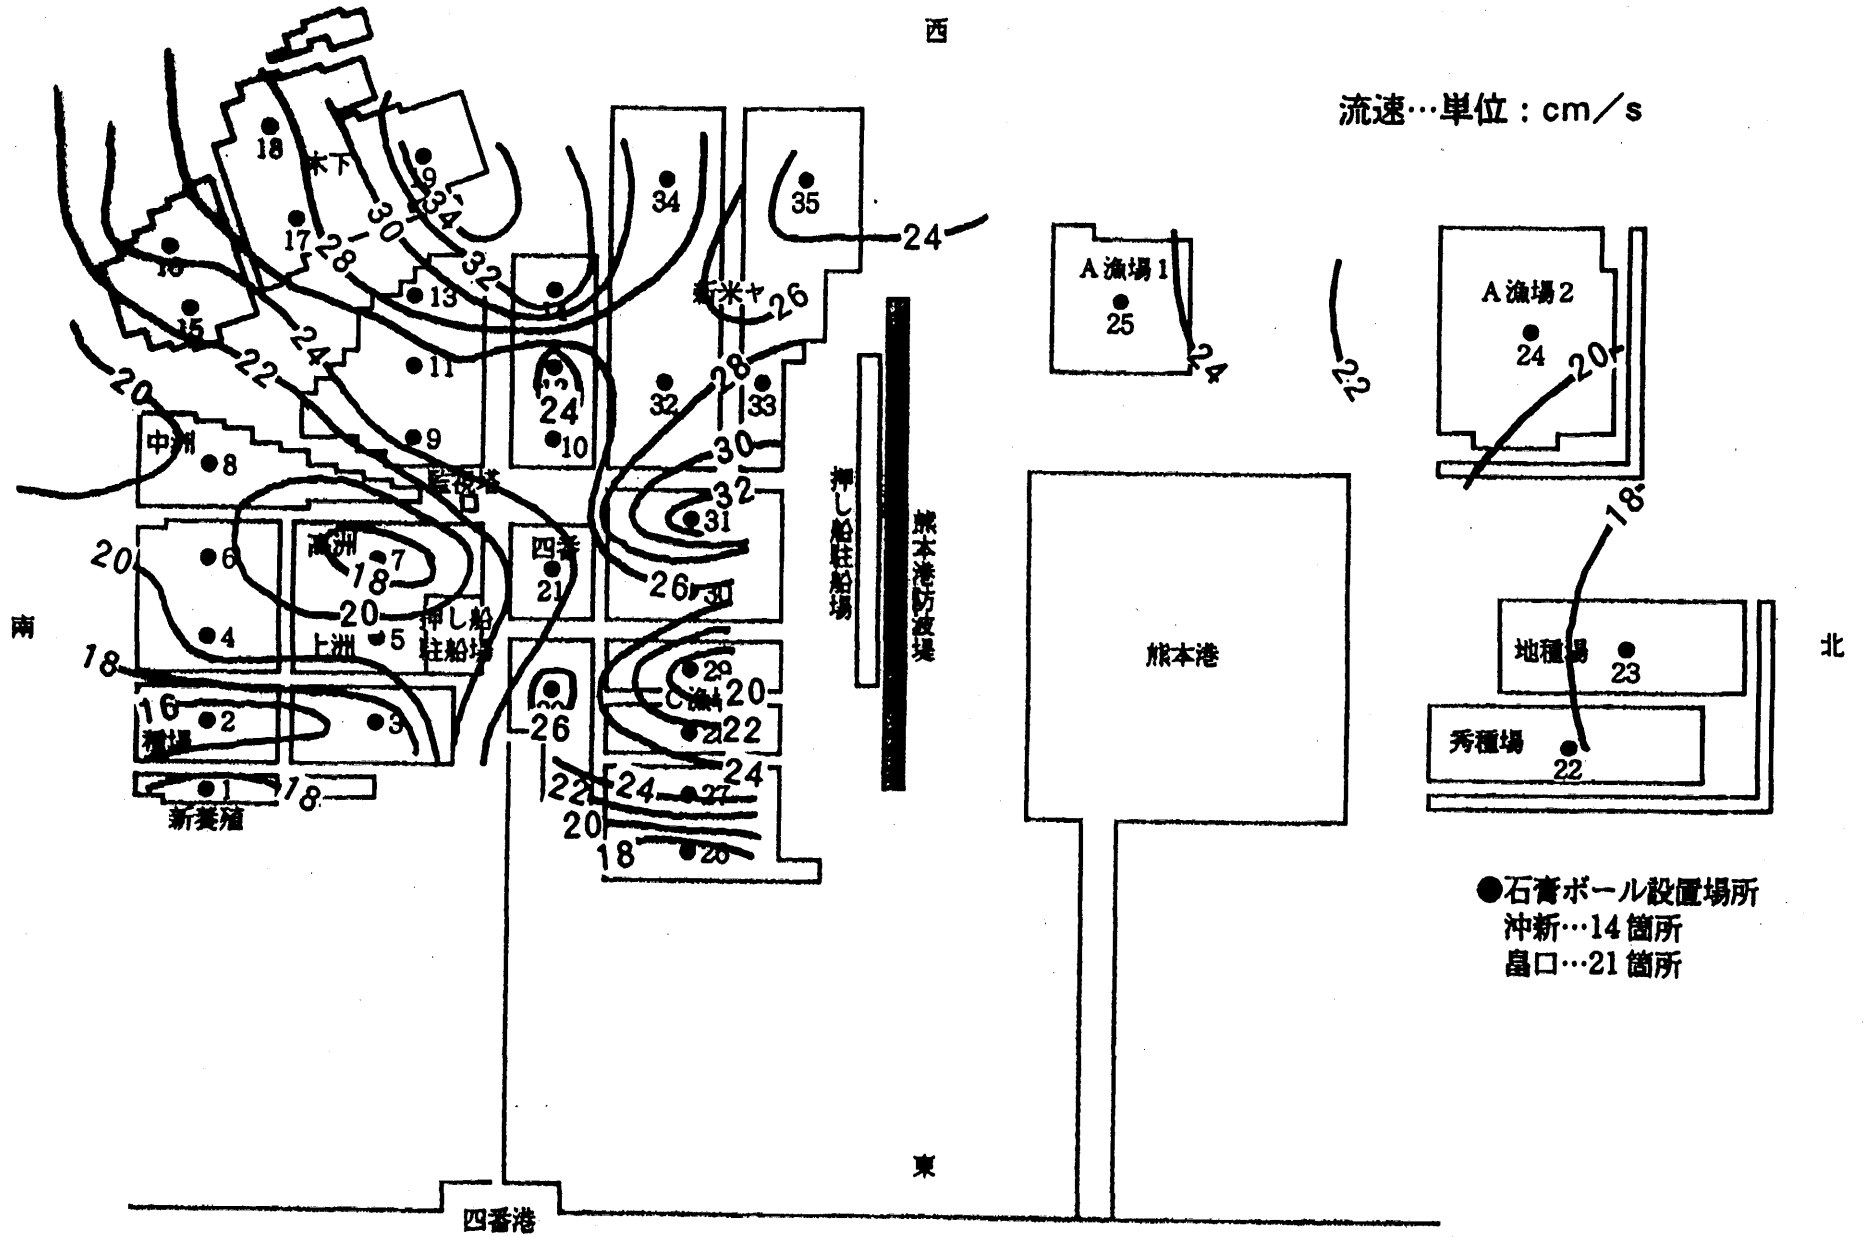 西
流速…単位：cm／s
18
木下
19
34
35
34
30
17
28
32
24
16
13
新米ヤ
26
15
24
22
11
28
24
20
32
33
9
10
30
中洲
8
監視塔
32
31
押し船駐船場
熊本港防波堤
A漁場1
25
24
22
A漁場2
24
20
18
20
6
高洲
7
18
四番
21
26
30
20
押し船
駐船場
4
上洲
5
南
熊本港
地種場
23
北
18
29
20
16
2
3
26
22
種場
秀種場
22
24
1
18
22
24
27
新養殖
20
18
●石膏ボール設置場所
沖新…14箇所
畠口…21箇所
東
四番港